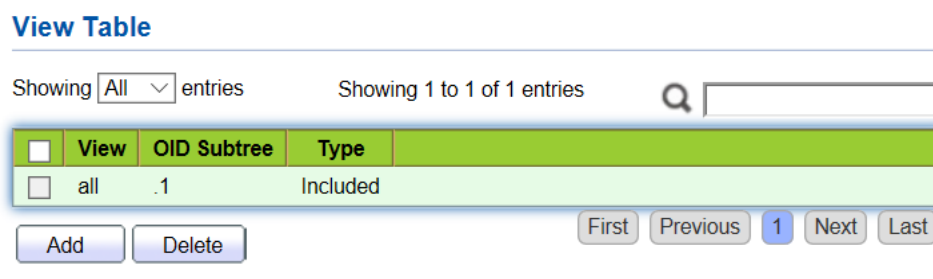 View Table
Showing All entries Showing 1 to 1 of 1 entries
View OID Subtree Type
all .1 Included
First Previous 1 Next Last
Add Delete